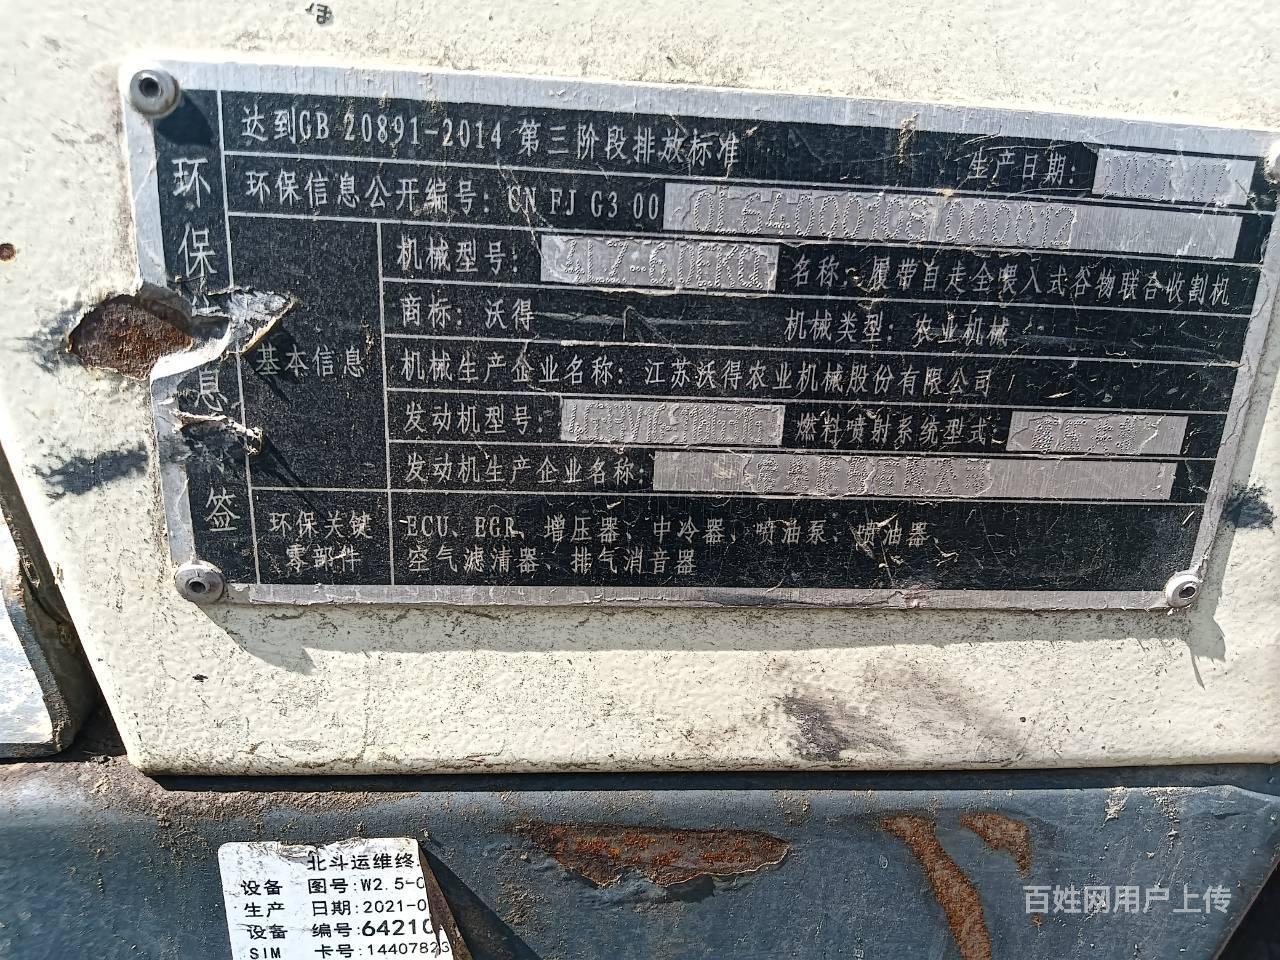 达到GB 20891-2014 第三阶段排放标准
生产日期:
环保信息公开编号: CN FJ G3 00 0L64000108 000012
环保 息 签
基本信息
机械型号: 名称: 履带自走全喂入式谷物联合收割机
商标: 沃得 机械类型: 农业机械
机械生产企业名称: 江苏沃得农业机械股份有限公司
发动机型号: 燃料喷射系统型式:
发动机生产企业名称:
环保关键零部件
ECU、EGR、增压器、中冷器、喷油泵、喷油器、
空气滤清器、排气消音器
北斗运维终
设备 图号:W2.5-0
生产 日期:2021-0
设备 编号:64210
SIM 卡号:14407823
百姓网用户上传